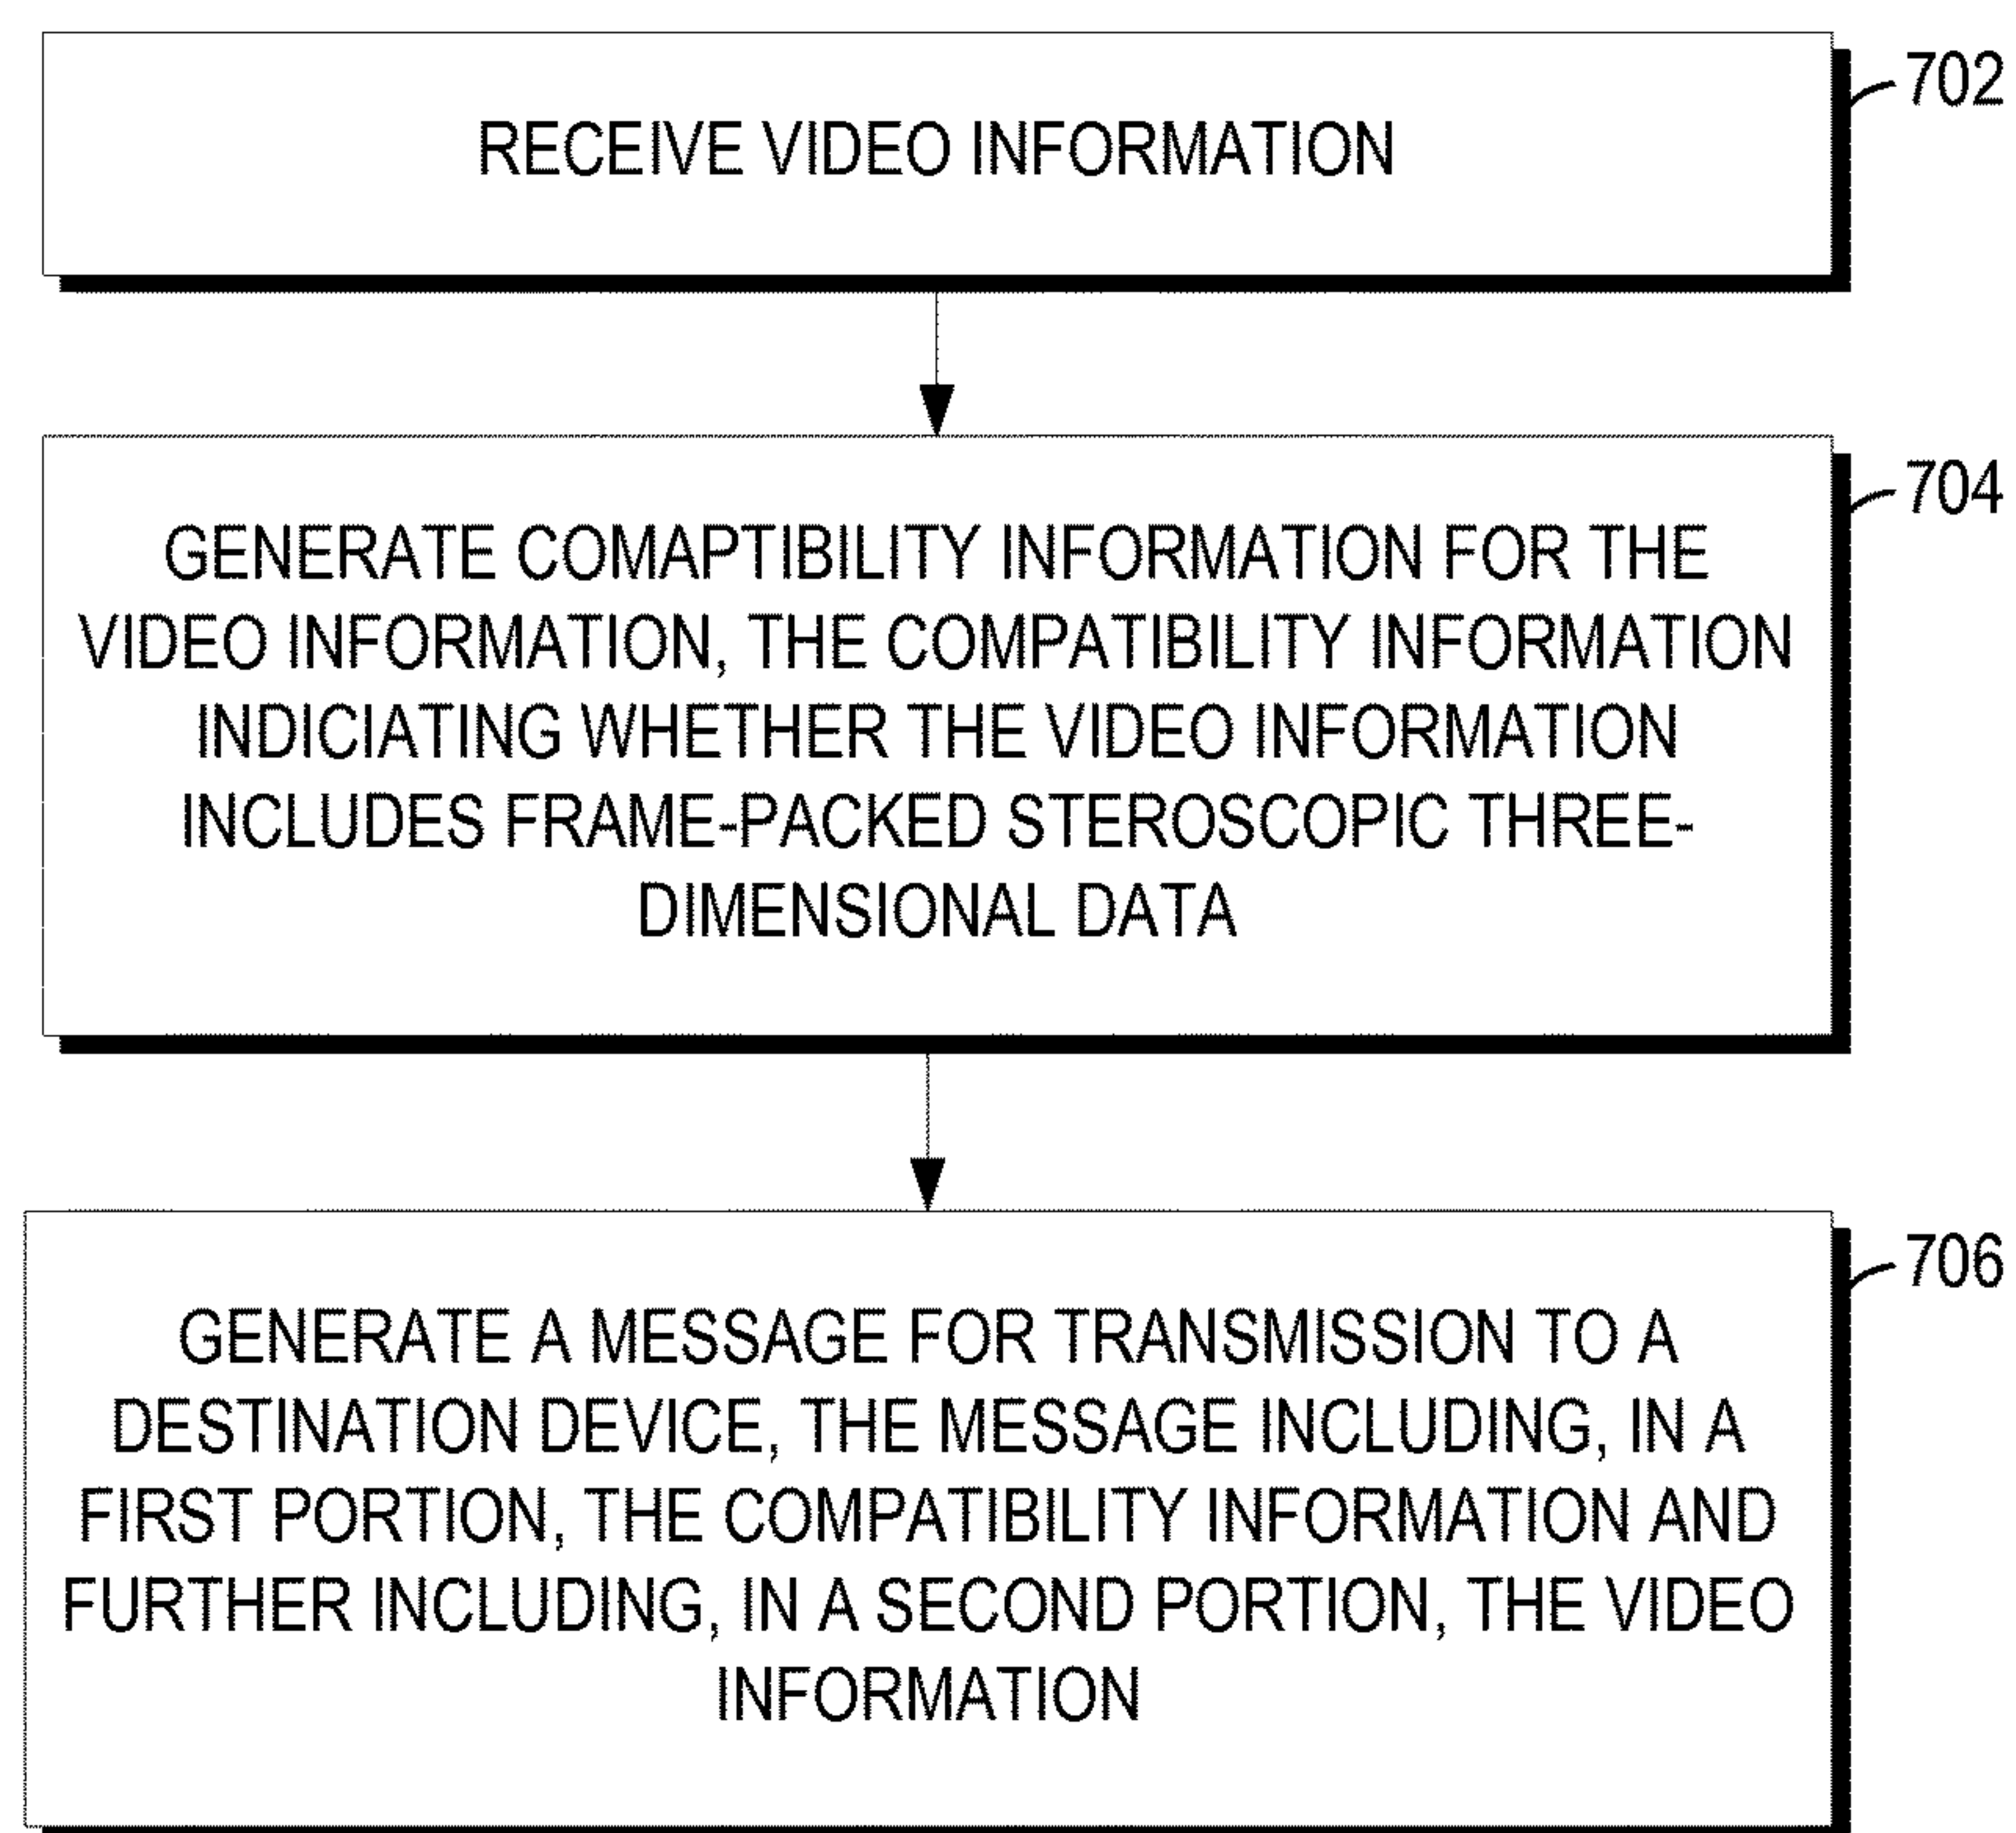 RECEIVE VIDEO INFORMATION
702
GENERATE COMAPTIBILITY INFORMATION FOR THE
VIDEO INFORMATION, THE COMPATIBILITY INFORMATION
INDICIATING WHETHER THE VIDEO INFORMATION
INCLUDES FRAME-PACKED STEROSCOPIC THREE-
DIMENSIONAL DATA
704
GENERATE A MESSAGE FOR TRANSMISSION TO A
DESTINATION DEVICE, THE MESSAGE INCLUDING, IN A
FIRST PORTION, THE COMPATIBILITY INFORMATION AND
FURTHER INCLUDING, IN A SECOND PORTION, THE VIDEO
INFORMATION
706